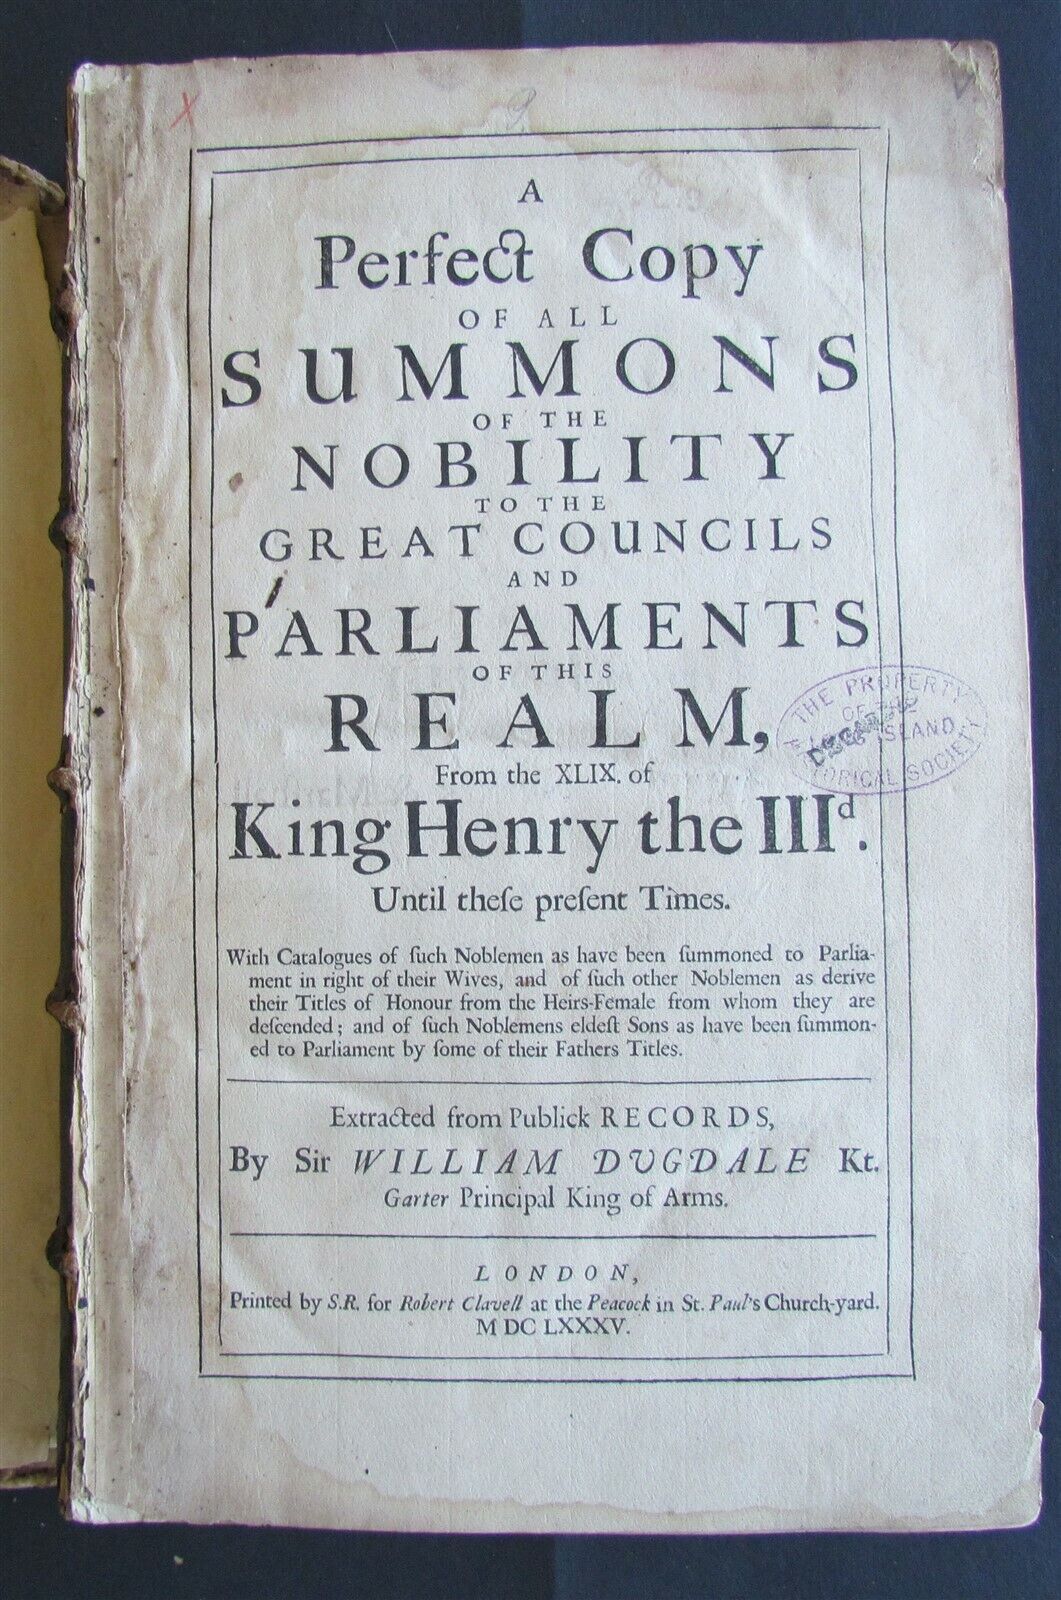 A
Perfect Copy
OF ALL
SUMMONS
OF THE
NOBILITY
TO THE
GREAT COUNCILS
AND
PARLIAMENTS
OF THIS
REALM,
From the XLIX. of
King Henry the IIId.
Until theſe preſent Times.
With Catalogues of ſuch Noblemen as have been ſummoned to Parlia-
ment in right of their Wives, and of ſuch other Noblemen as derive
their Titles of Honour from the Heirs-Female from whom they are
deſcended; and of ſuch Noblemens eldeſt Sons as have been ſummon-
ed to Parliament by ſome of their Fathers Titles.
Extracted from Publick RECORDS,
By Sir WILLIAM DVGDALE Kt.
Garter Principal King of Arms.
LONDON,
Printed by S.R. for Robert Clavell at the Peacock in St. Paul's Church-yard.
M DC LXXXV.
THE PROPERTY
OF THE
ISLAND
SOCIETY
X